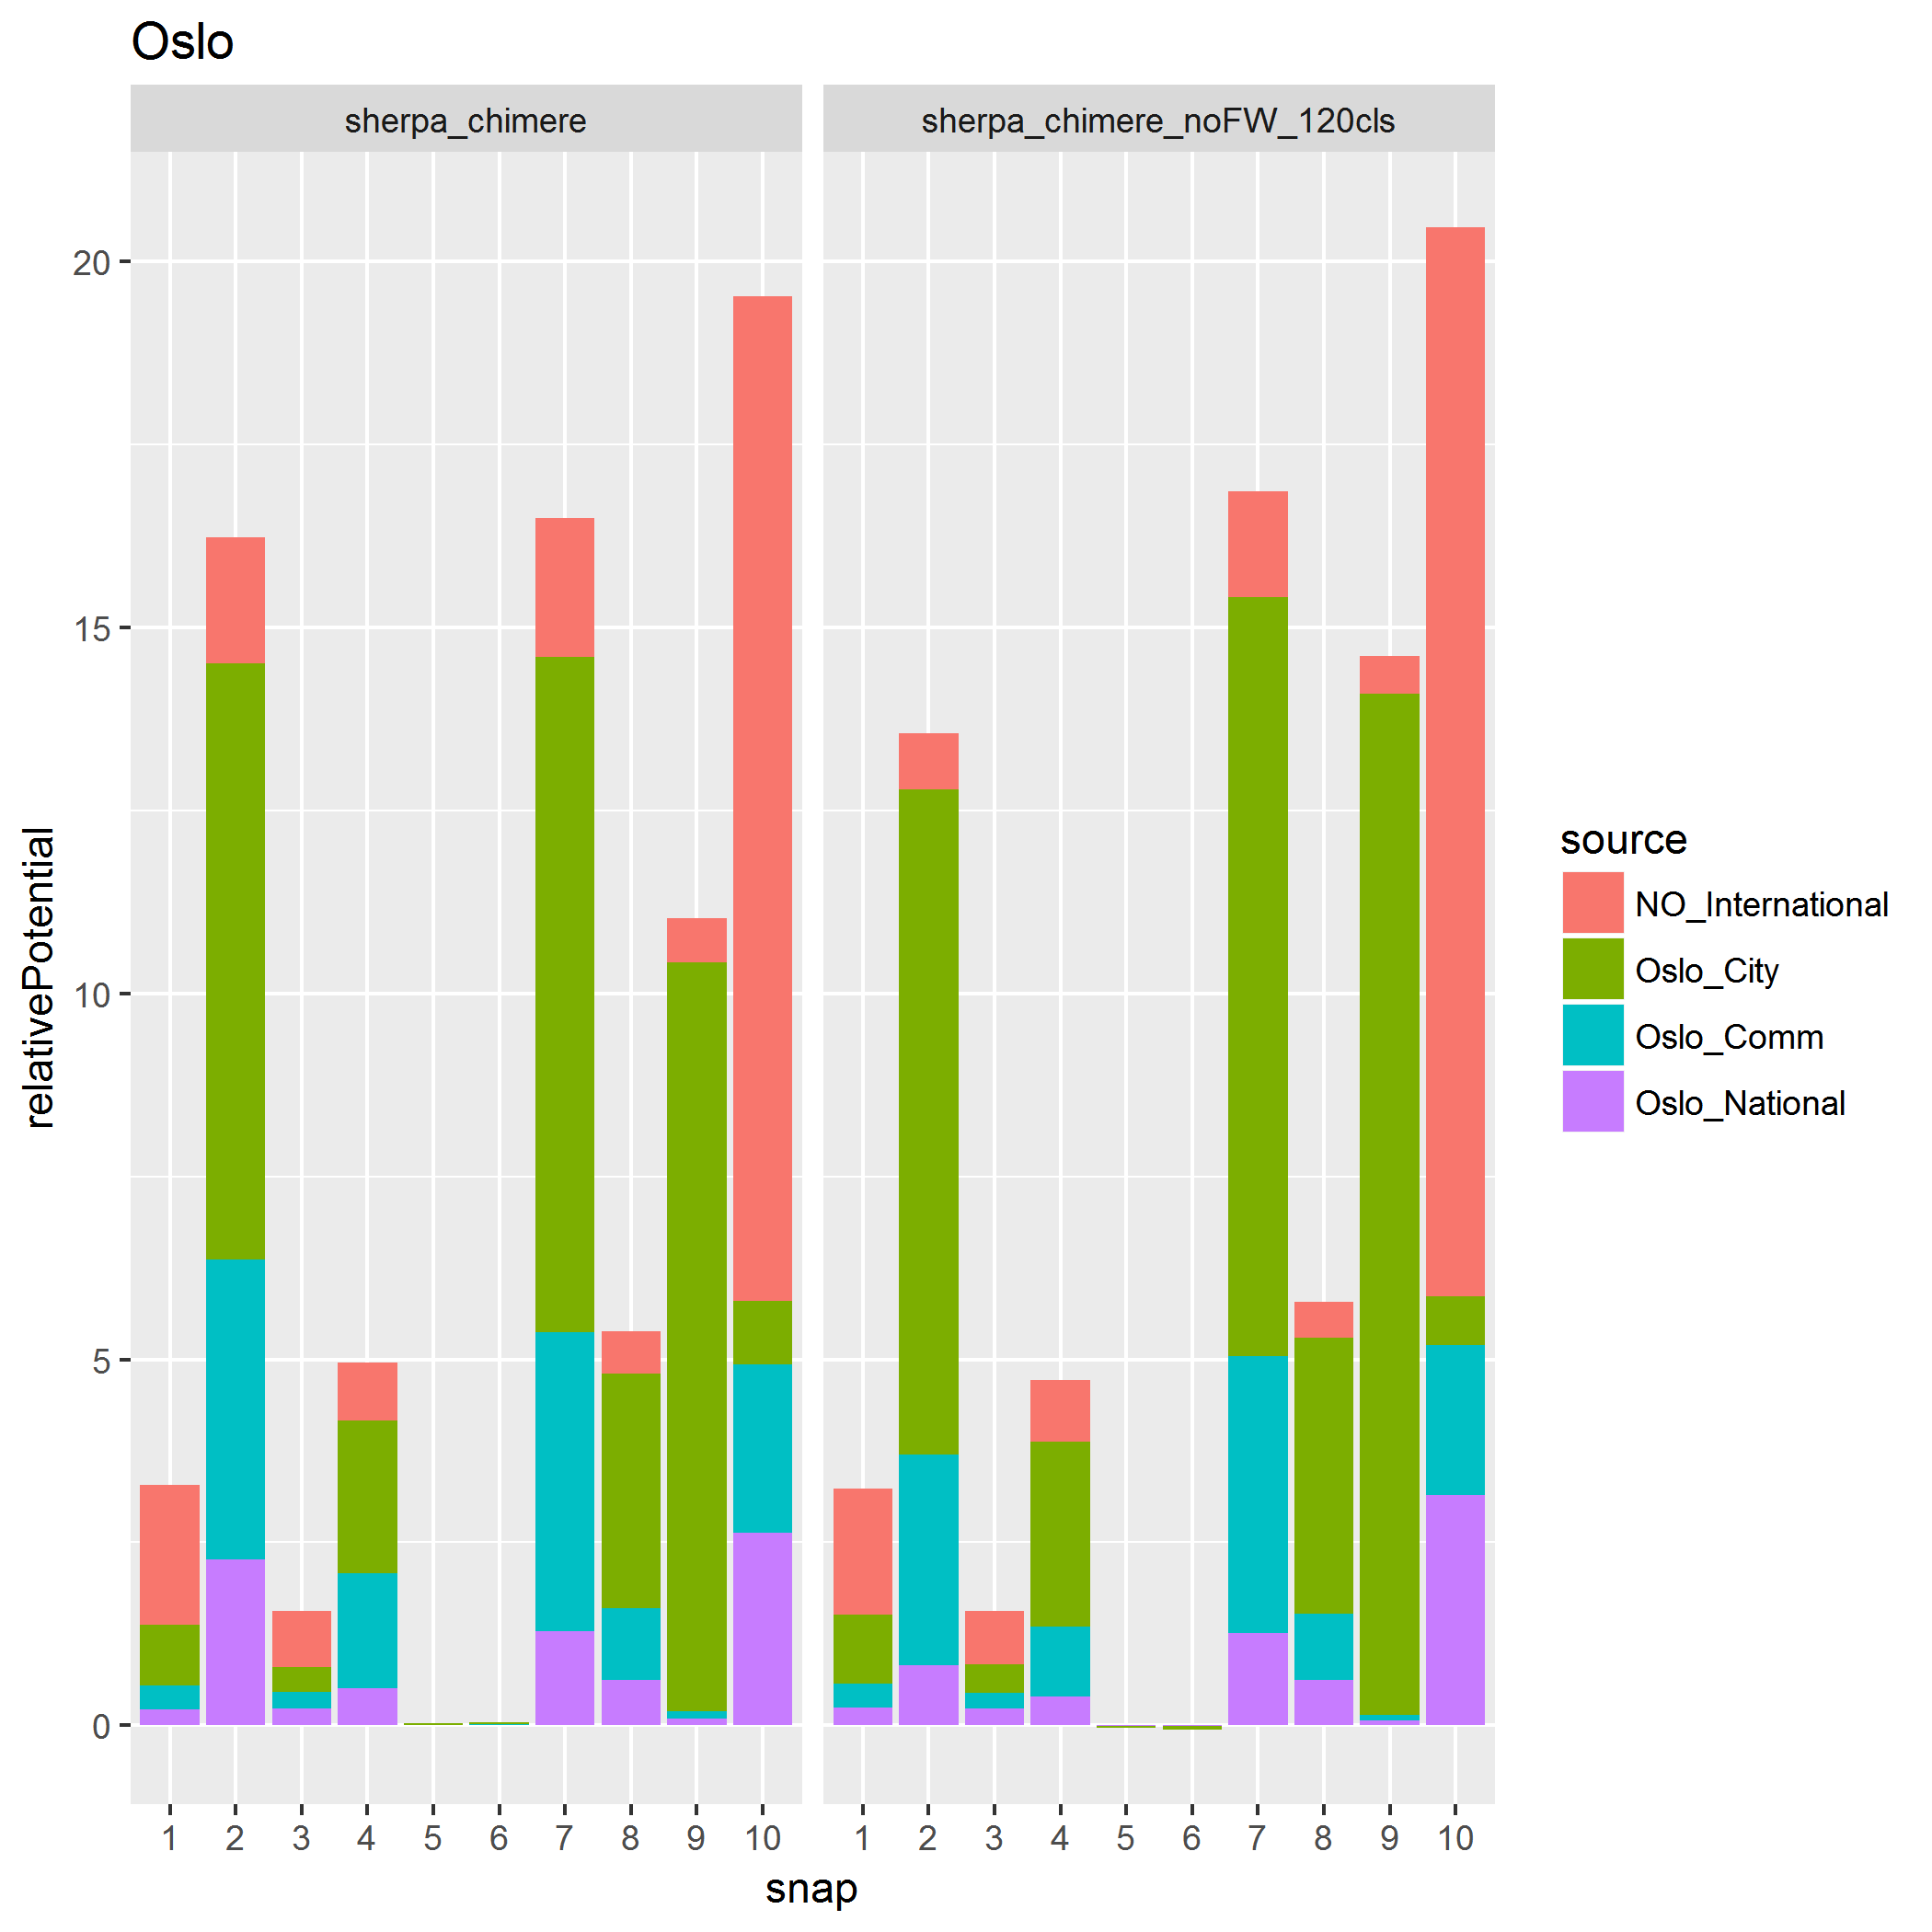 Oslo
sherpa_chimere
sherpa_chimere_noFW_120cls
relativePotential
20
15
10
5
0
1 2 3 4 5 6 7 8 9 10
1 2 3 4 5 6 7 8 9 10
snap
source
NO_International
Oslo_City
Oslo_Comm
Oslo_National